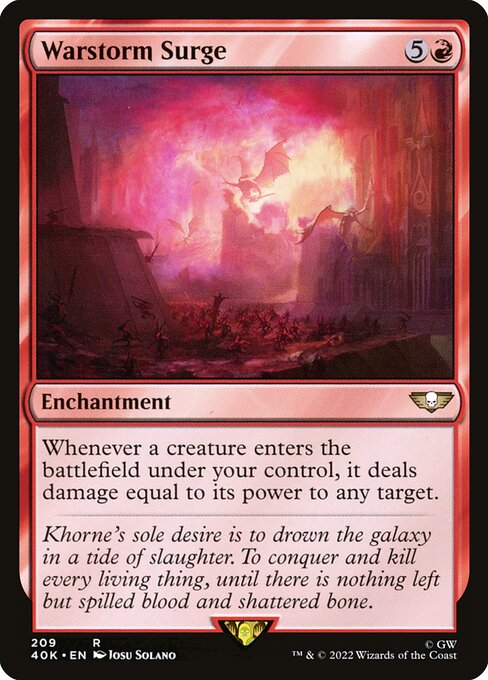 Warstorm Surge 5
Enchantment
Whenever a creature enters the
battlefield under your control, it deals
damage equal to its power to any target.
Khorne's sole desire is to drown the galaxy
in a tide of slaughter. To conquer and kill
every living thing, until there is nothing left
but spilled blood and shattered bone.
209 R
40K • EN Josu Solano
© GW
™ & © 2022 Wizards of the Coast